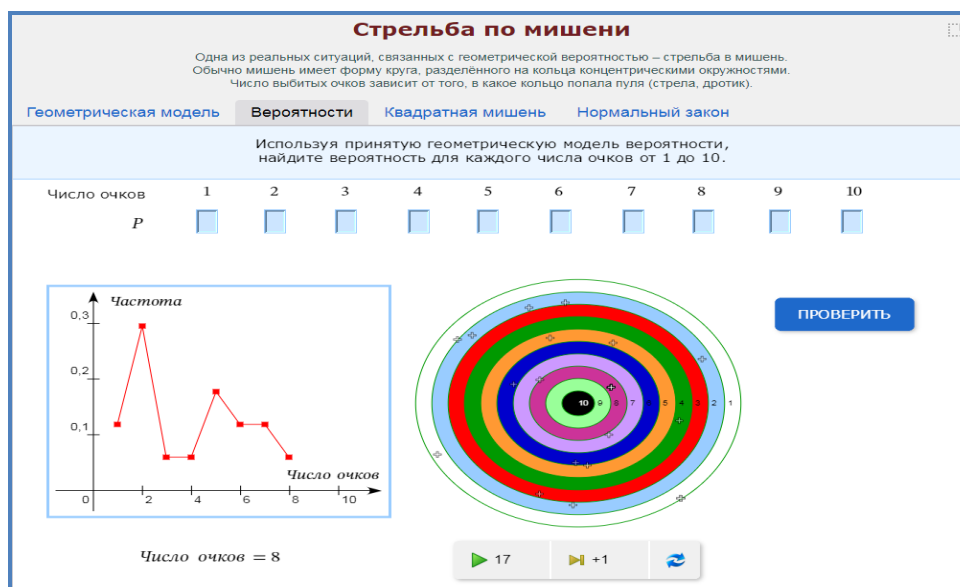 Стрельба по мишени
Одна из реальных ситуаций, связанных с геометрической вероятностью – стрельба в мишень.
Обычно мишень имеет форму круга, разделённого на кольца концентрическими окружностями.
Число выбитых очков зависит от того, в какое кольцо попала пуля (стрела, дротик).
Геометрическая модель Вероятности Квадратная мишень Нормальный закон
Используя принятую геометрическую модель вероятности,
найдите вероятность для каждого числа очков от 1 до 10.
Число очков 1 2 3 4 5 6 7 8 9 10
P
Частота
0,3
0,2
0,1
Число очков
0 2 4 6 8 10
10 9 8 7 6 5 4 3 2 1
ПРОВЕРИТЬ
Число очков = 8
17 +1